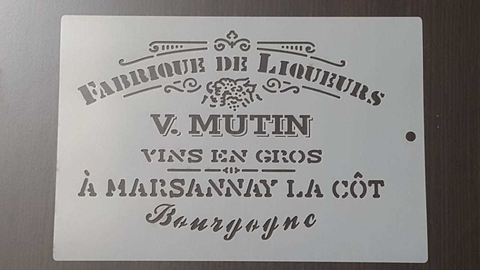 FABRIQUE DE LIQUEURS
V. MUTIN
VINS EN GROS
À MARSANNAY LA CÔT
Bourgogne